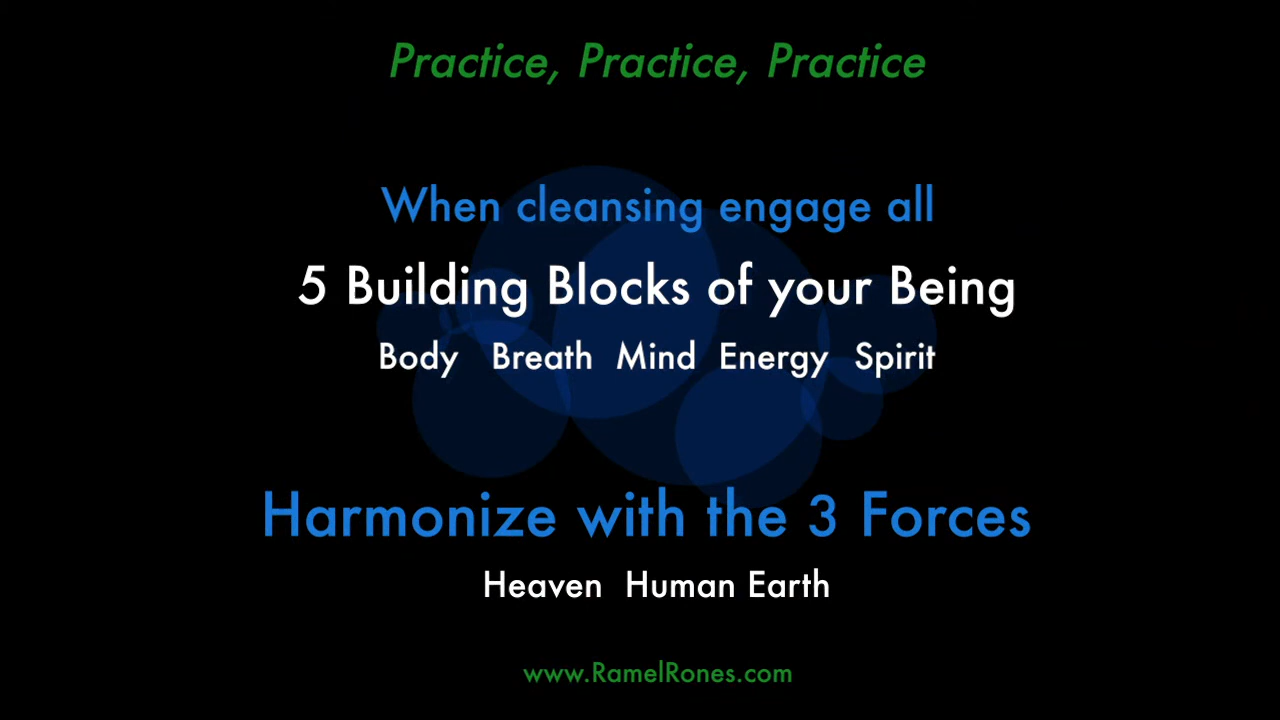 Practice, Practice, Practice
When cleansing engage all
5 Building Blocks of your Being
Body Breath Mind Energy Spirit
Harmonize with the 3 Forces
Heaven Human Earth
www.RamelRones.com